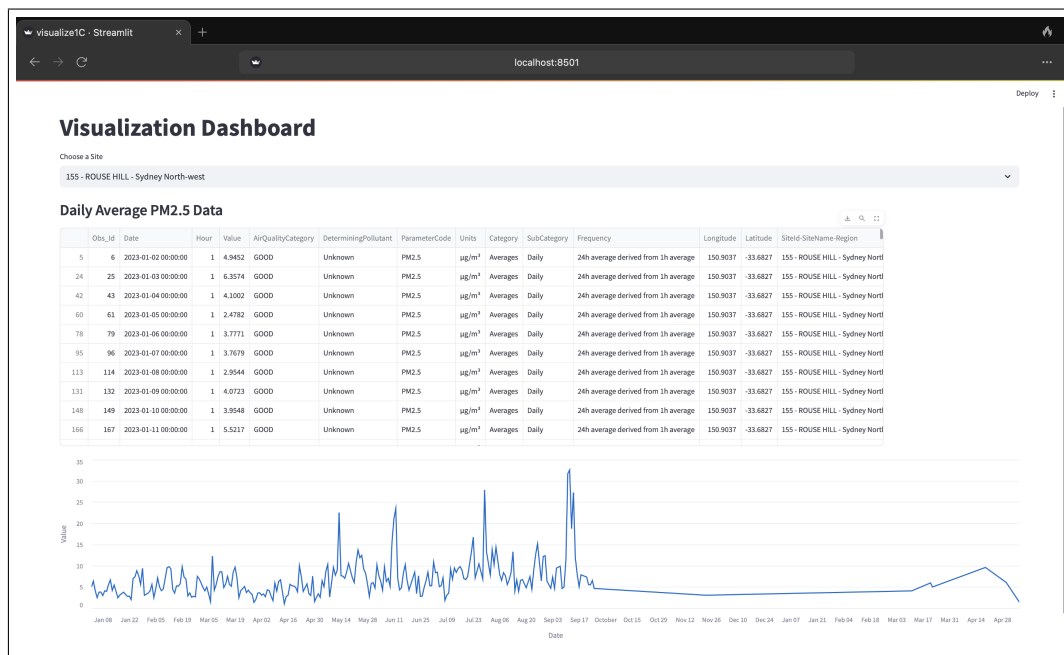 visualize1C · Streamlit
localhost:8501
Deploy
Visualization Dashboard
Choose a Site
155 - ROUSE HILL - Sydney North-west
Daily Average PM2.5 Data
Obs_Id Date Hour Value AirQualityCategory DeterminingPollutant ParameterCode Units Category SubCategory Frequency Longitude Latitude SiteId-SiteName-Region
5 6 2023-01-02 00:00:00 1 4.9452 GOOD Unknown PM2.5 µg/m³ Averages Daily 24h average derived from 1h average 150.9037 -33.6827 155 - ROUSE HILL - Sydney Nort
24 25 2023-01-03 00:00:00 1 6.3574 GOOD Unknown PM2.5 µg/m³ Averages Daily 24h average derived from 1h average 150.9037 -33.6827 155 - ROUSE HILL - Sydney Nort
42 43 2023-01-04 00:00:00 1 4.1002 GOOD Unknown PM2.5 µg/m³ Averages Daily 24h average derived from 1h average 150.9037 -33.6827 155 - ROUSE HILL - Sydney Nort
60 61 2023-01-05 00:00:00 1 2.4782 GOOD Unknown PM2.5 µg/m³ Averages Daily 24h average derived from 1h average 150.9037 -33.6827 155 - ROUSE HILL - Sydney Nort
78 79 2023-01-06 00:00:00 1 3.7771 GOOD Unknown PM2.5 µg/m³ Averages Daily 24h average derived from 1h average 150.9037 -33.6827 155 - ROUSE HILL - Sydney Nort
95 96 2023-01-07 00:00:00 1 3.7679 GOOD Unknown PM2.5 µg/m³ Averages Daily 24h average derived from 1h average 150.9037 -33.6827 155 - ROUSE HILL - Sydney Nort
113 114 2023-01-08 00:00:00 1 2.9544 GOOD Unknown PM2.5 µg/m³ Averages Daily 24h average derived from 1h average 150.9037 -33.6827 155 - ROUSE HILL - Sydney Nort
131 132 2023-01-09 00:00:00 1 4.0723 GOOD Unknown PM2.5 µg/m³ Averages Daily 24h average derived from 1h average 150.9037 -33.6827 155 - ROUSE HILL - Sydney Nort
148 149 2023-01-10 00:00:00 1 3.9548 GOOD Unknown PM2.5 µg/m³ Averages Daily 24h average derived from 1h average 150.9037 -33.6827 155 - ROUSE HILL - Sydney Nort
166 167 2023-01-11 00:00:00 1 5.5217 GOOD Unknown PM2.5 µg/m³ Averages Daily 24h average derived from 1h average 150.9037 -33.6827 155 - ROUSE HILL - Sydney Nort
35
30
25
20
15
10
5
0
Value
Jan 08 Jan 22 Feb 05 Feb 19 Mar 05 Mar 19 Apr 02 Apr 16 Apr 30 May 14 May 28 Jun 11 Jun 25 Jul 09 Jul 23 Aug 06 Aug 20 Sep 03 Sep 17 October Oct 15 Oct 29 Nov 12 Nov 26 Dec 10 Dec 24 Jan 07 Jan 21 Feb 04 Feb 18 Mar 03 Mar 17 Mar 31 Apr 14 Apr 28
Date